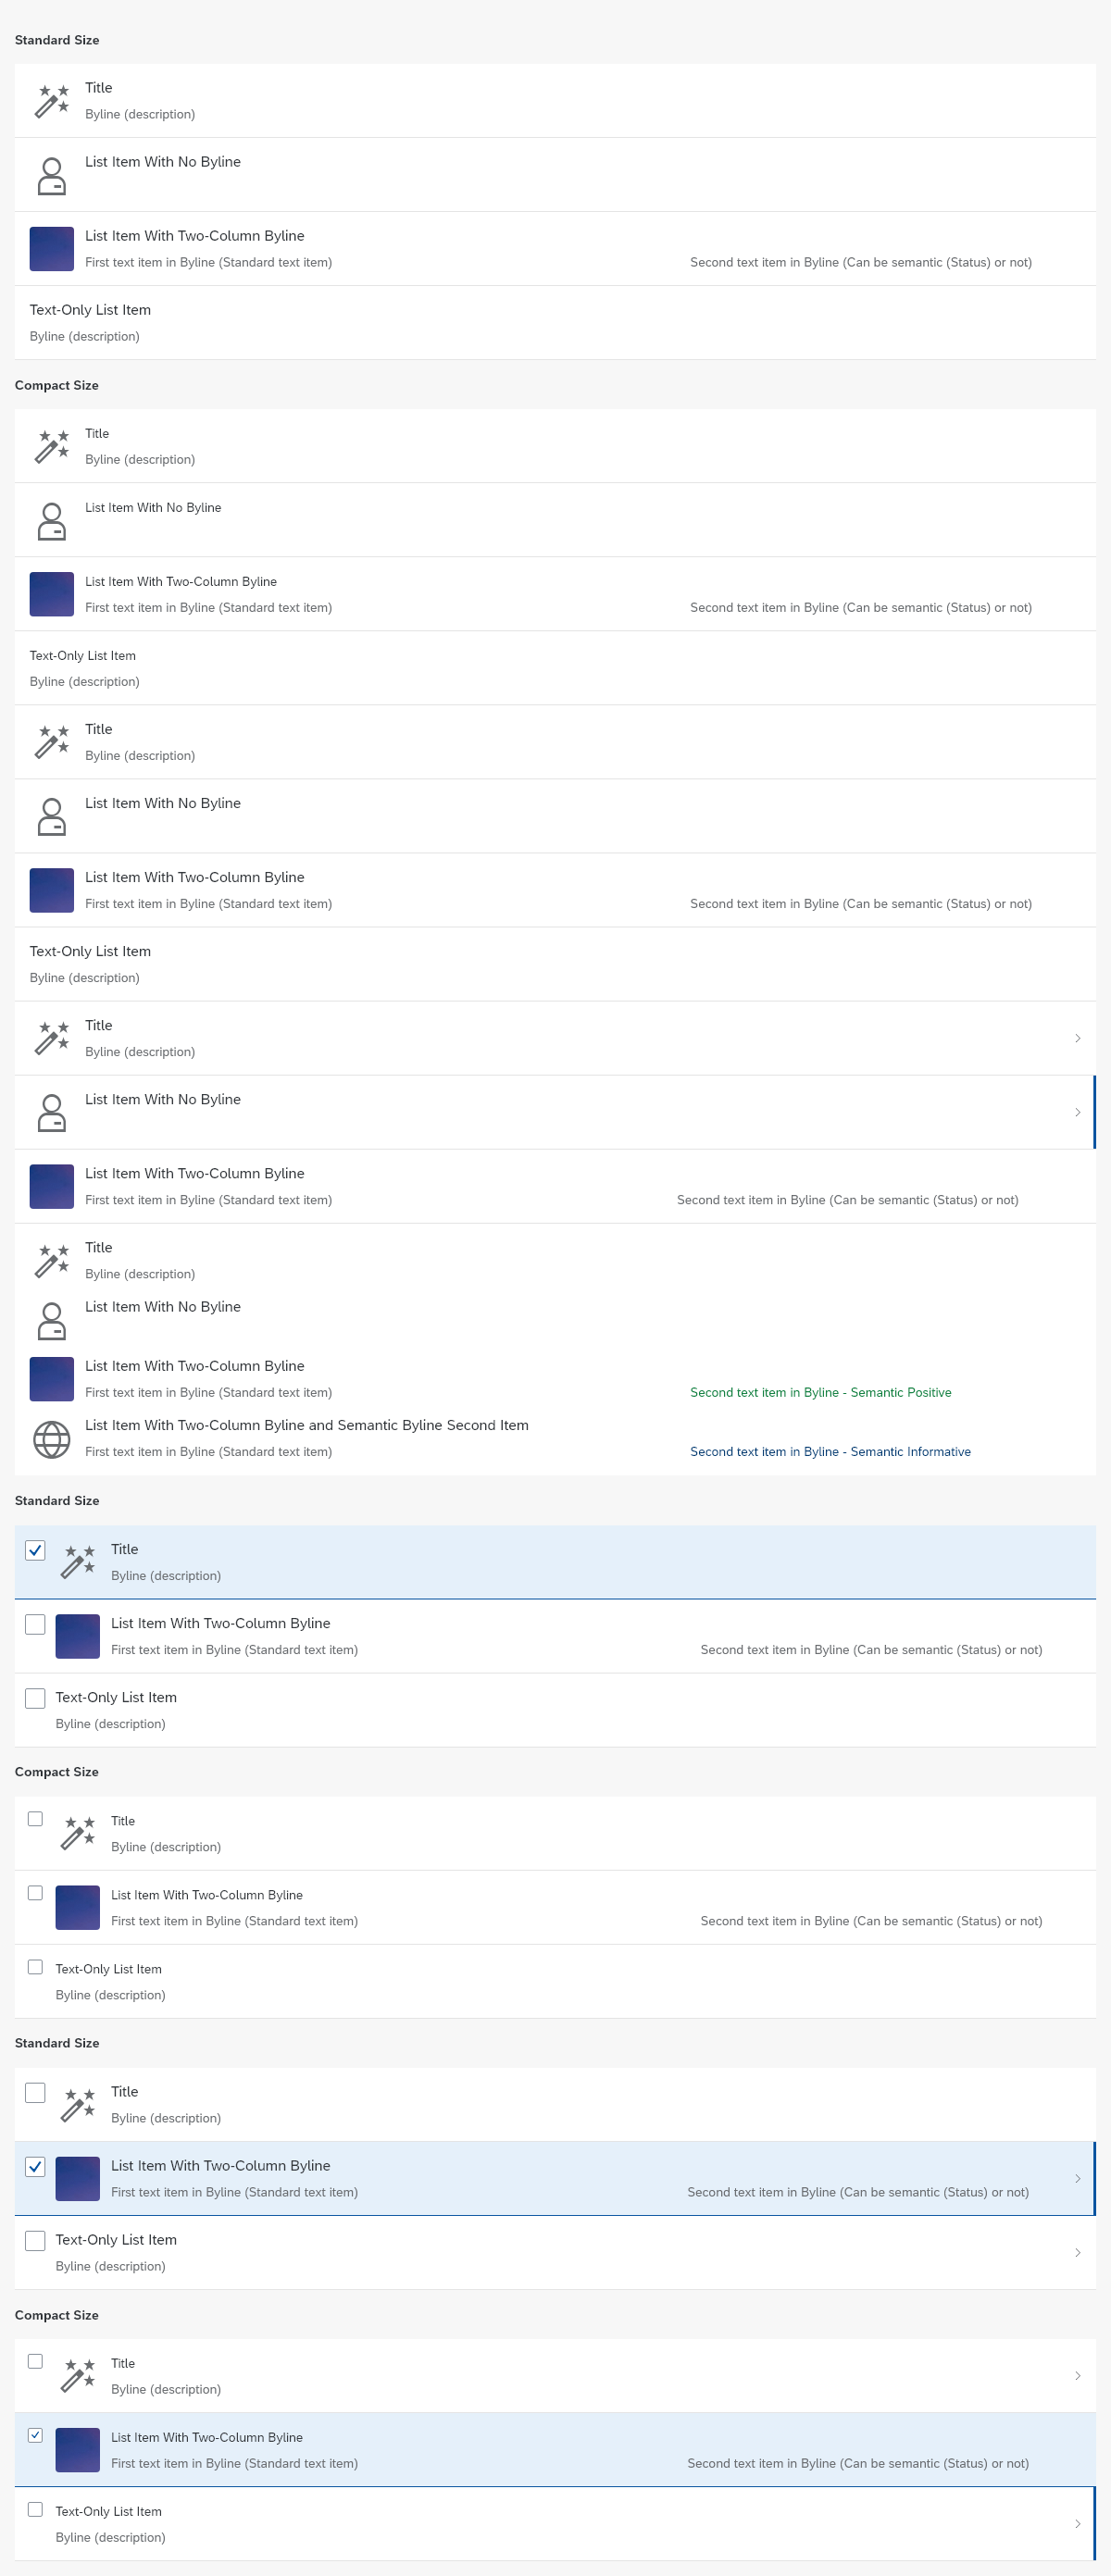 Standard Size
Title
Byline (description)
List Item With No Byline
List Item With Two-Column Byline
First text item in Byline (Standard text item) Second text item in Byline (Can be semantic (Status) or not)
Text-Only List Item
Byline (description)
Compact Size
Title
Byline (description)
List Item With No Byline
List Item With Two-Column Byline
First text item in Byline (Standard text item) Second text item in Byline (Can be semantic (Status) or not)
Text-Only List Item
Byline (description)
Title
Byline (description)
List Item With No Byline
List Item With Two-Column Byline
First text item in Byline (Standard text item) Second text item in Byline (Can be semantic (Status) or not)
Text-Only List Item
Byline (description)
Title
Byline (description)
List Item With No Byline
List Item With Two-Column Byline
First text item in Byline (Standard text item) Second text item in Byline (Can be semantic (Status) or not)
Title
Byline (description)
List Item With No Byline
List Item With Two-Column Byline
First text item in Byline (Standard text item) Second text item in Byline - Semantic Positive
List Item With Two-Column Byline and Semantic Byline Second Item
First text item in Byline (Standard text item) Second text item in Byline - Semantic Informative
Standard Size
Title
Byline (description)
List Item With Two-Column Byline
First text item in Byline (Standard text item) Second text item in Byline (Can be semantic (Status) or not)
Text-Only List Item
Byline (description)
Compact Size
Title
Byline (description)
List Item With Two-Column Byline
First text item in Byline (Standard text item) Second text item in Byline (Can be semantic (Status) or not)
Text-Only List Item
Byline (description)
Standard Size
Title
Byline (description)
List Item With Two-Column Byline
First text item in Byline (Standard text item) Second text item in Byline (Can be semantic (Status) or not)
Text-Only List Item
Byline (description)
Compact Size
Title
Byline (description)
List Item With Two-Column Byline
First text item in Byline (Standard text item) Second text item in Byline (Can be semantic (Status) or not)
Text-Only List Item
Byline (description)